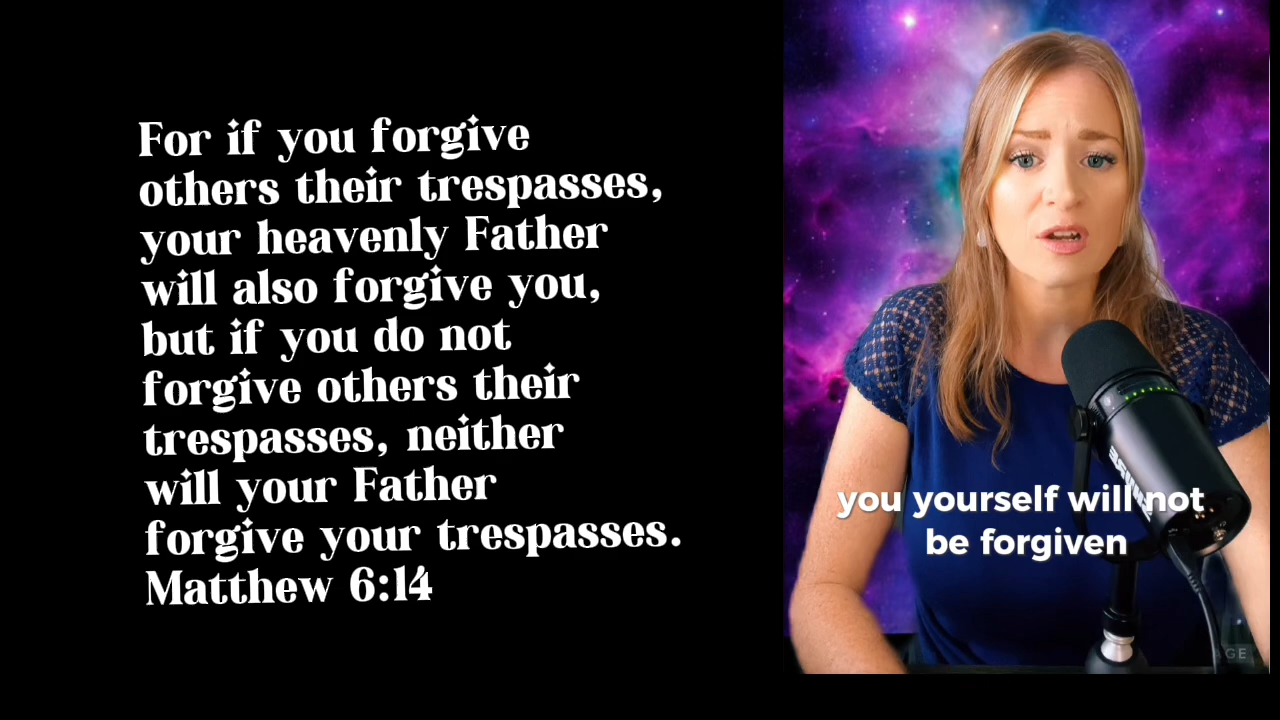 For if you forgive
others their trespasses,
your heavenly Father
will also forgive you,
but if you do not
forgive others their
trespasses, neither
will your Father
forgive your trespasses.
Matthew 6:14
you yourself will not
be forgiven
AGE